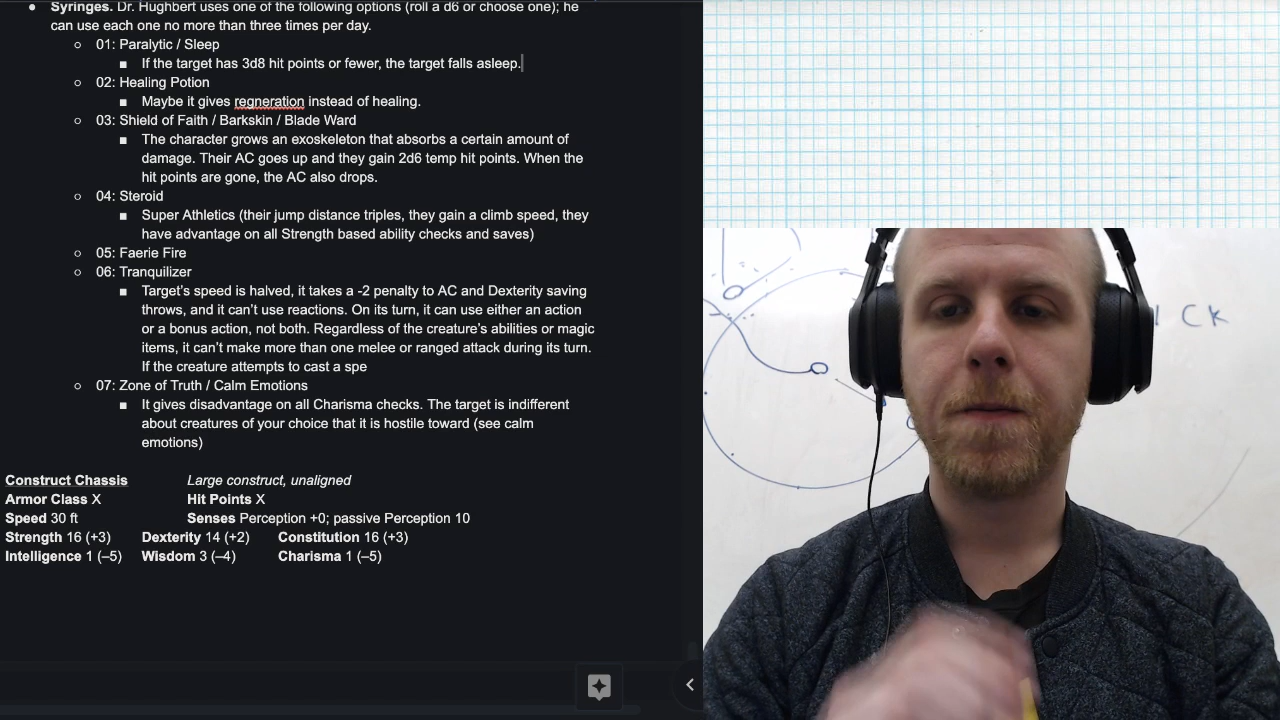 Syringes. Dr. Hughbert uses one of the following options (roll a d6 or choose one); he
can use each one no more than three times per day.
01: Paralytic / Sleep
If the target has 3d8 hit points or fewer, the target falls asleep.
02: Healing Potion
Maybe it gives regneration instead of healing.
03: Shield of Faith / Barkskin / Blade Ward
The character grows an exoskeleton that absorbs a certain amount of
damage. Their AC goes up and they gain 2d6 temp hit points. When the
hit points are gone, the AC also drops.
04: Steroid
Super Athletics (their jump distance triples, they gain a climb speed, they
have advantage on all Strength based ability checks and saves)
05: Faerie Fire
06: Tranquilizer
Target's speed is halved, it takes a -2 penalty to AC and Dexterity saving
throws, and it can't use reactions. On its turn, it can use either an action
or a bonus action, not both. Regardless of the creature's abilities or magic
items, it can't make more than one melee or ranged attack during its turn.
If the creature attempts to cast a spe
07: Zone of Truth / Calm Emotions
It gives disadvantage on all Charisma checks. The target is indifferent
about creatures of your choice that it is hostile toward (see calm
emotions)
Construct Chassis Large construct, unaligned
Armor Class X Hit Points X
Speed 30 ft Senses Perception +0; passive Perception 10
Strength 16 (+3) Dexterity 14 (+2) Constitution 16 (+3)
Intelligence 1 (–5) Wisdom 3 (–4) Charisma 1 (–5)
CK